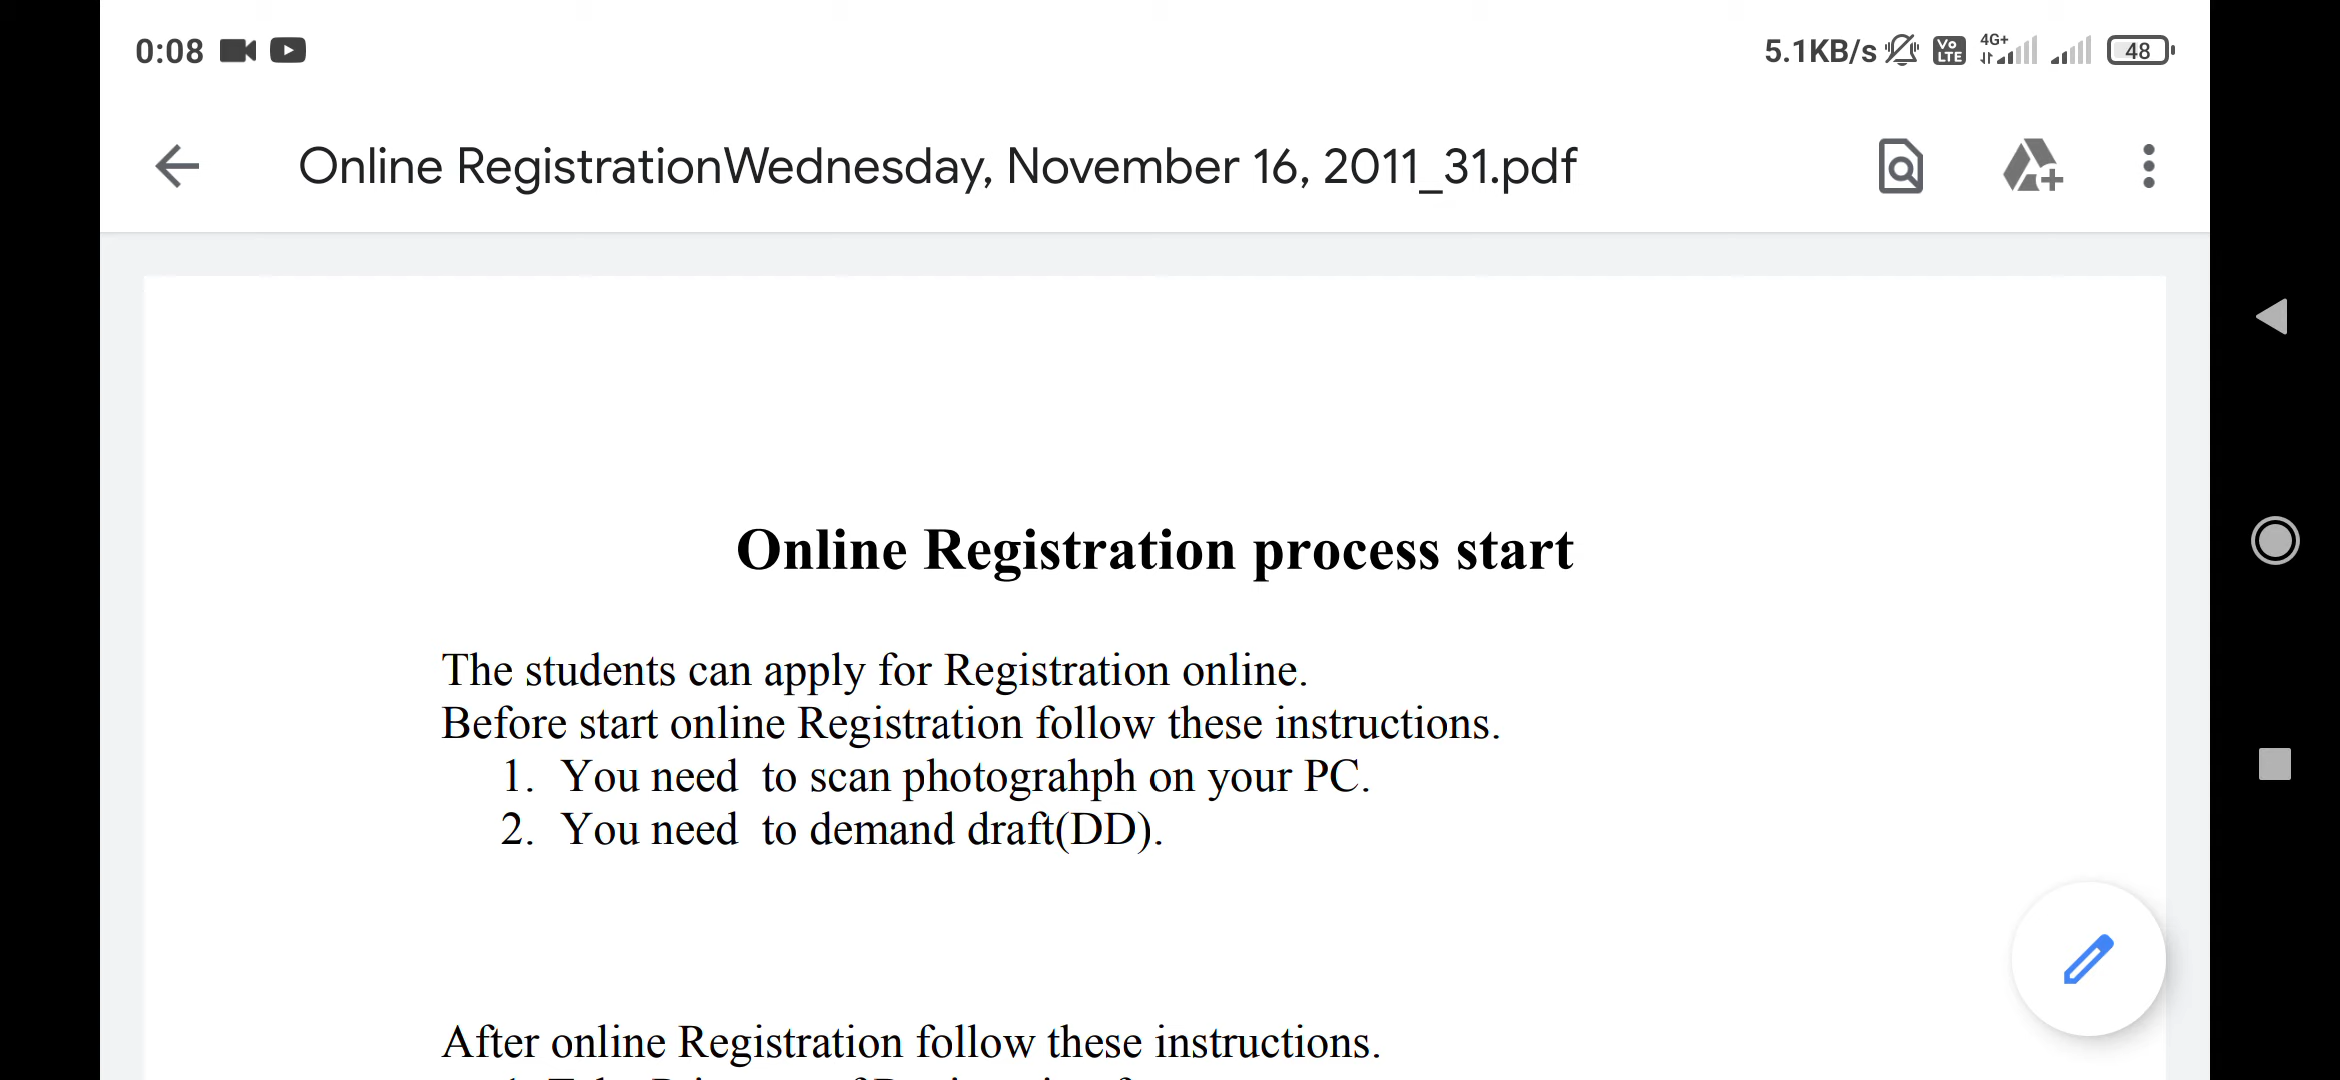 0:08
5.1KB/s
Vo LTE
4G+
48
Online RegistrationWednesday, November 16, 2011_31.pdf
Online Registration process start
The students can apply for Registration online.
Before start online Registration follow these instructions.
1. You need to scan photograhph on your PC.
2. You need to demand draft(DD).
After online Registration follow these instructions.